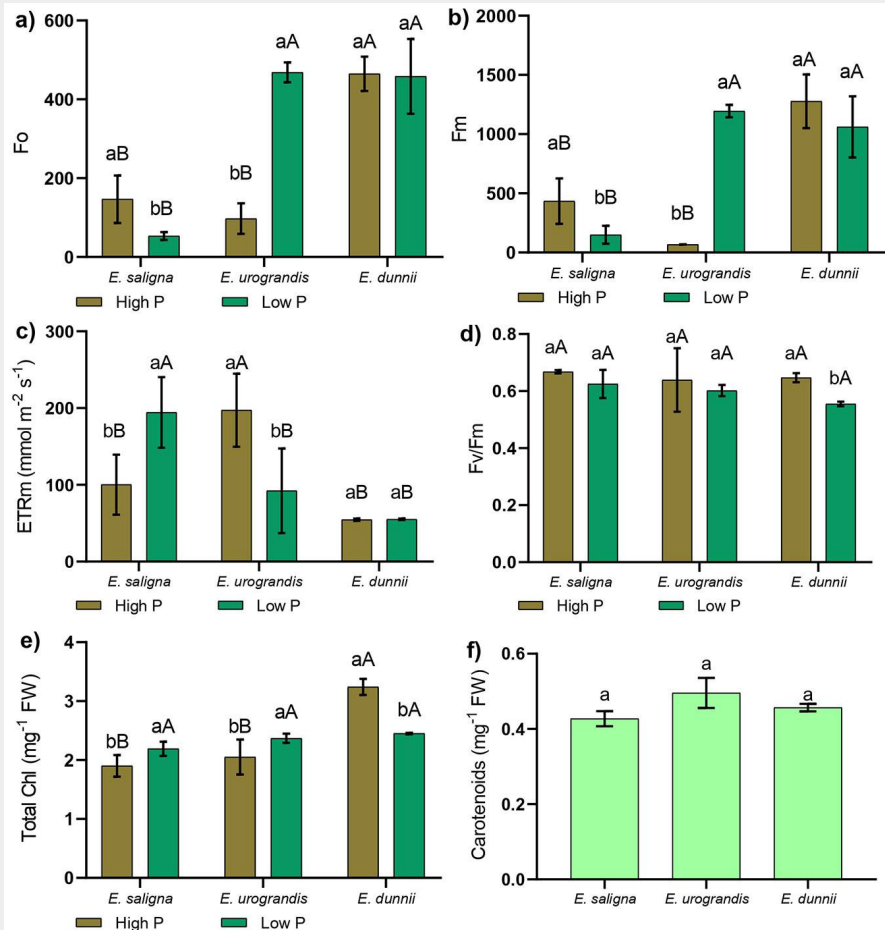 a)
600
400
200
0
Fo
aB
bB
bB
aA
aA
aA
E. saligna
E. urograndis
E. dunnii
High P
Low P
b)
2000
1500
1000
500
0
Fm
aB
bB
bB
aA
aA
aA
E. saligna
E. urograndis
E. dunnii
High P
Low P
c)
300
200
100
0
ETRm (mmol m⁻² s⁻¹)
bB
aA
aA
bB
aB
aB
E. saligna
E. urograndis
E. dunnii
High P
Low P
d)
0.8
0.6
0.4
0.2
0.0
Fv/Fm
aA
aA
aA
aA
aA
bA
E. saligna
E. urograndis
E. dunnii
High P
Low P
e)
4
3
2
1
0
Total Chl (mg⁻¹ FW)
bB
aA
bB
aA
aA
bA
E. saligna
E. urograndis
E. dunnii
High P
Low P
f)
0.6
0.4
0.2
0.0
Carotenoids (mg⁻¹ FW)
a
a
a
E. saligna
E. urograndis
E. dunnii